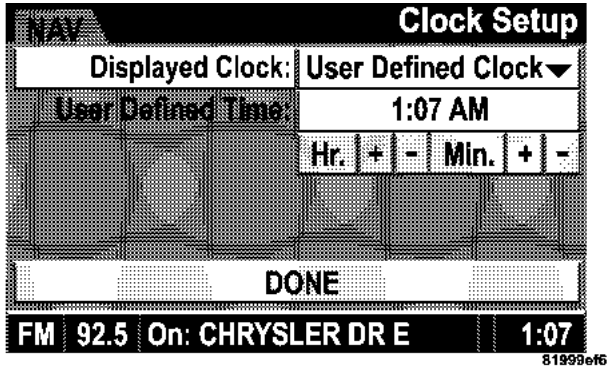 NAV Clock Setup
Displayed Clock: User Defined Clock
User Defined Time: 1:07 AM
Hr. + - Min. + -
DONE
FM 92.5 On: CHRYSLER DR E 1:07
81999ef6